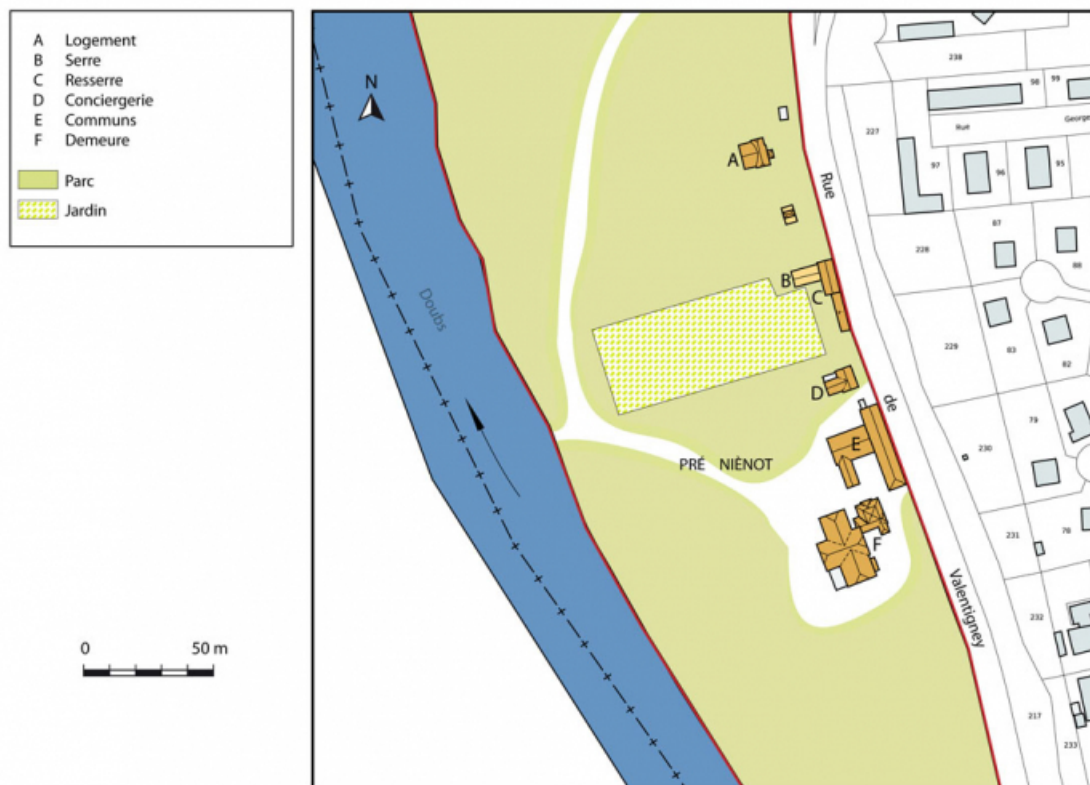 A Logement
B Serre
C Resserre
D Conciergerie
E Communs
F Demeure
Parc
Jardin
0 50 m
N
Doubs
PRÉ NIÈNOT
A
B
C
D
E
F
Rue
de
Valentigney
Rue George
238
98
99
227
97
96
95
228
87
88
229
83
82
79
230
231
78
232
217
233